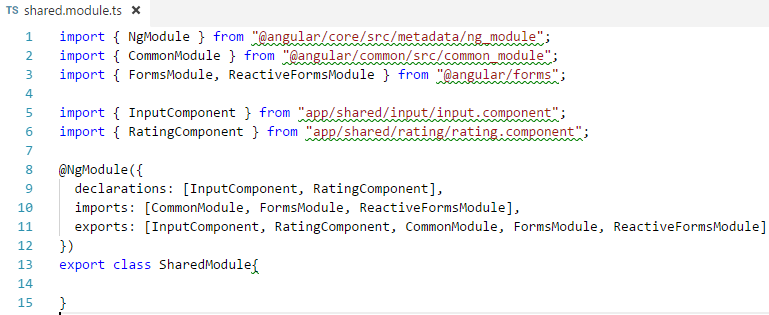 TS shared.module.ts ×
1 import { NgModule } from "@angular/core/src/metadata/ng_module";
2 import { CommonModule } from "@angular/common/src/common_module";
3 import { FormsModule, ReactiveFormsModule } from "@angular/forms";
4
5 import { InputComponent } from "app/shared/input/input.component";
6 import { RatingComponent } from "app/shared/rating/rating.component";
7
8 @NgModule({
9   declarations: [InputComponent, RatingComponent],
10   imports: [CommonModule, FormsModule, ReactiveFormsModule],
11   exports: [InputComponent, RatingComponent, CommonModule, FormsModule, ReactiveFormsModule]
12 })
13 export class SharedModule{
14
15 }